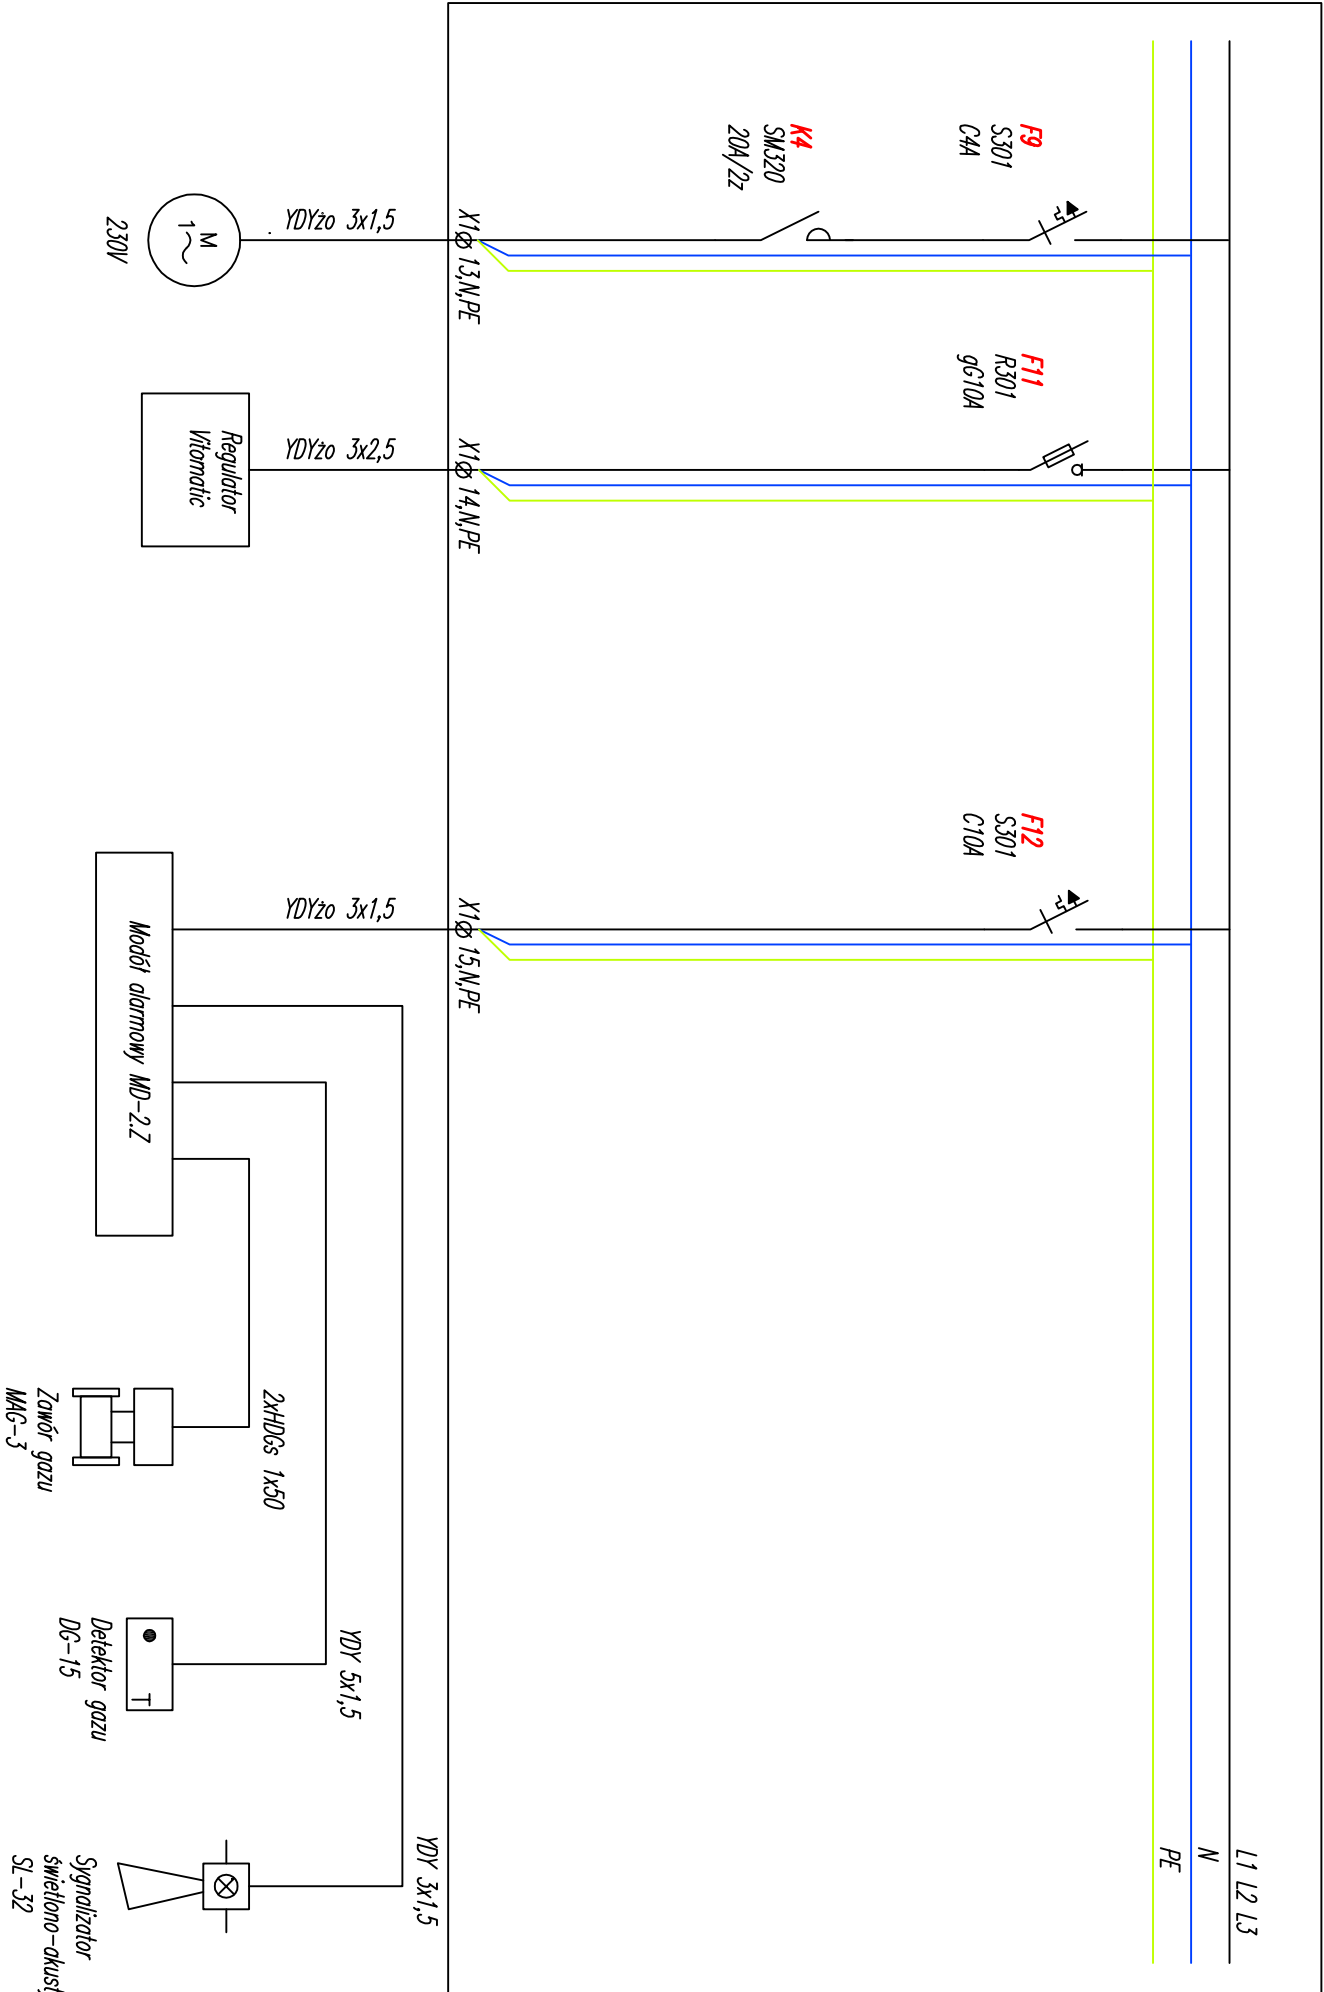 L1 L2 L3
N
PE
F9
S301
C4A
K4
SM320
20A/2z
F11
R301
gG10A
F12
S301
C10A
X1 13,N,PE
X1 14,N,PE
X1 15,N,PE
YDYżo 3x1,5
YDYżo 3x2,5
YDYżo 3x1,5
YDY 3x1,5
YDY 5x1,5
2xHDGs 1x50
M
1~
230V
Regulator
Vitomatic
Modół alarmowy MD-2.Z
Zawór gazu
MAG-3
T
Detektor gazu
DG-15
Sygnalizator
świetlono-akust
SL-32